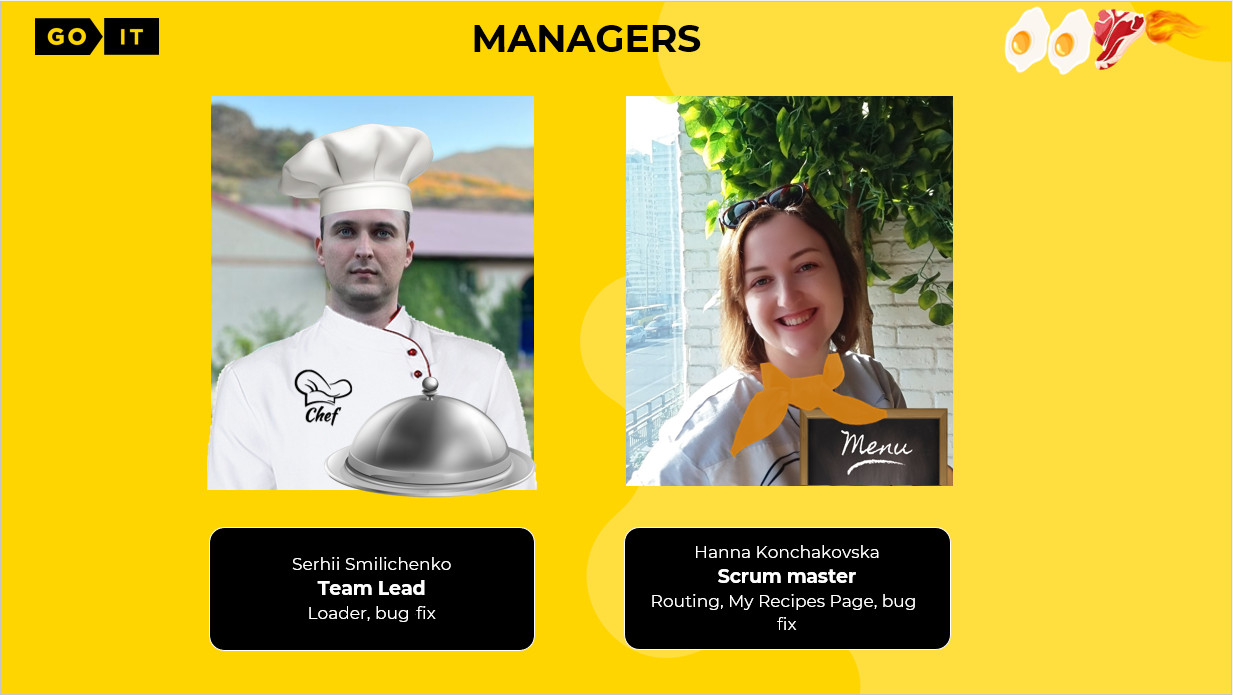 GO IT
MANAGERS
Chef
Menu
Serhii Smilichenko
Team Lead
Loader, bug fix
Hanna Konchakovska
Scrum master
Routing, My Recipes Page, bug
fix